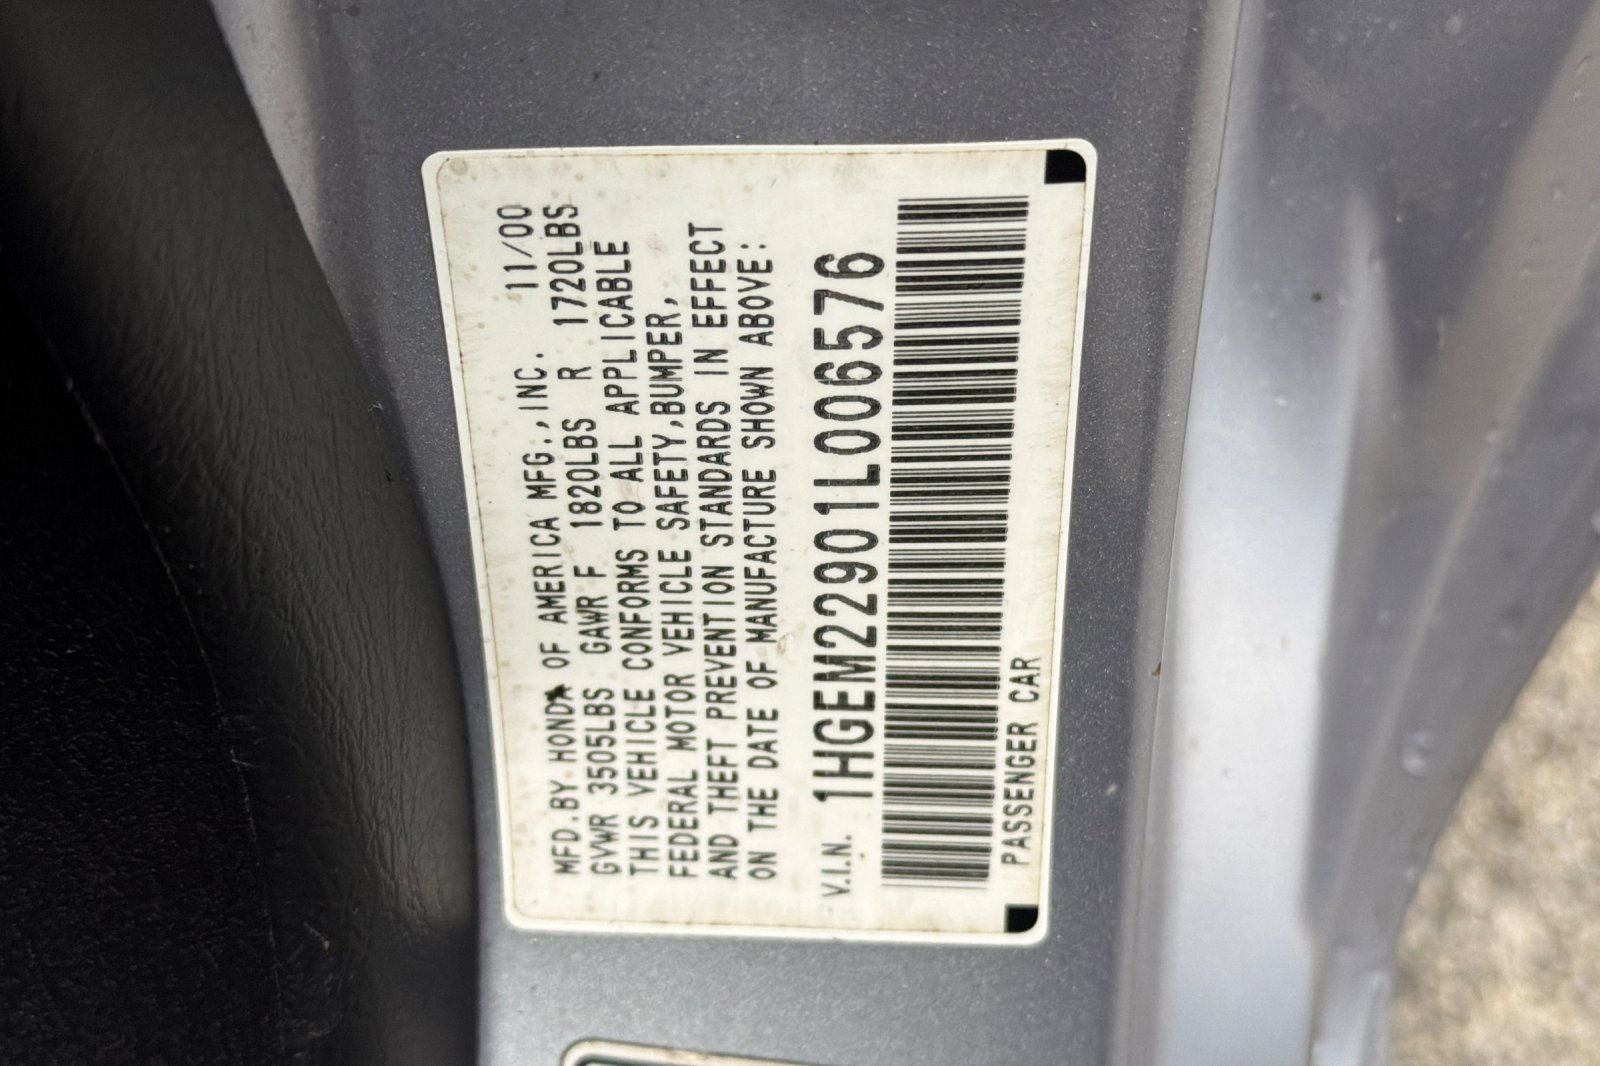 MFD.BY HONDA OF AMERICA MFG.,INC. 11/00
GVWR 3505LBS GAWR F 1820LBS R 1720LBS
THIS VEHICLE CONFORMS TO ALL APPLICABLE
FEDERAL MOTOR VEHICLE SAFETY,BUMPER,
AND THEFT PREVENTION STANDARDS IN EFFECT
ON THE DATE OF MANUFACTURE SHOWN ABOVE:
V.I.N. 1HGEM22901L006576
PASSENGER CAR